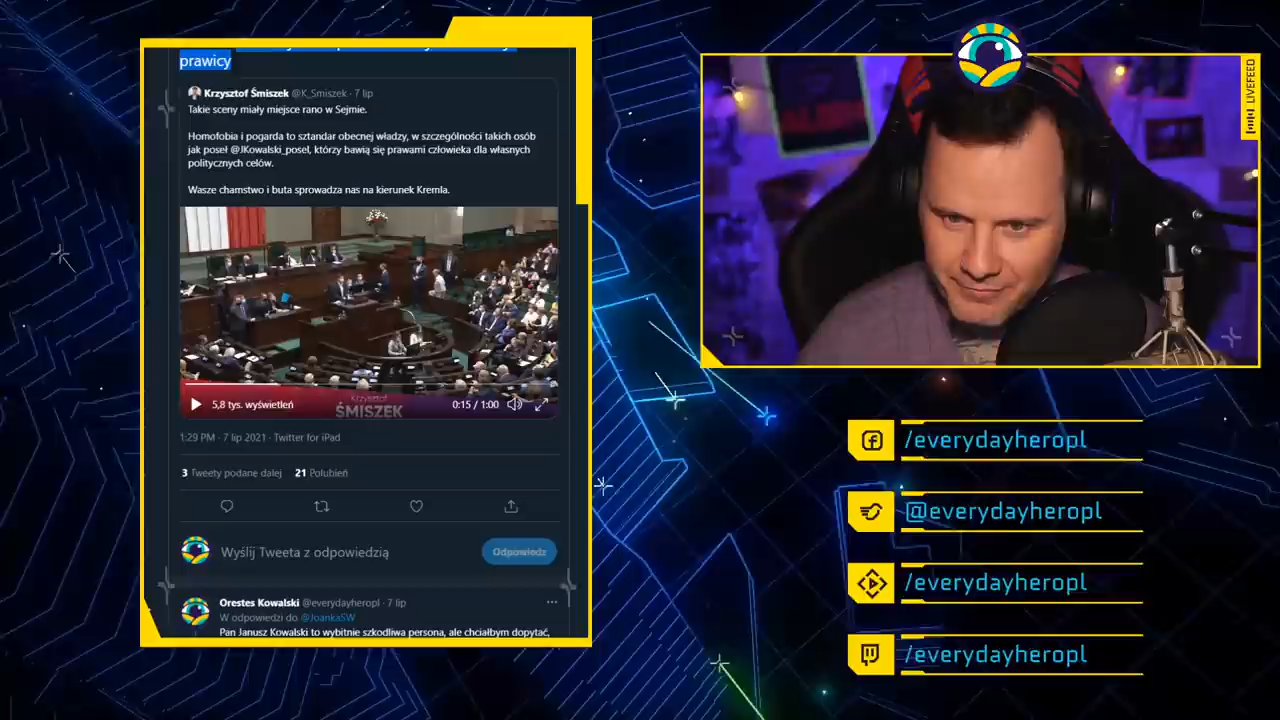 prawicy
Krzysztof Śmiszek @K_Smiszek · 7 lip
Takie sceny miały miejsce rano w Sejmie.
Homofobia i pogarda to sztandar obecnej władzy, w szczególności takich osób
jak poseł @JKowalski_posel, którzy bawią się prawami człowieka dla własnych
politycznych celów.
Wasze chamstwo i buta sprowadza nas na kierunek Kremla.
5,8 tys. wyświetleń
0:15 / 1:00
Krzysztof
ŚMISZEK
1:29 PM · 7 lip 2021 · Twitter for iPad
3 Tweety podane dalej 21 Polubień
Wyślij Tweeta z odpowiedzią
Odpowiedz
Orestes Kowalski @everydayheropl · 7 lip
W odpowiedzi do @JoankaSW
Pan Janusz Kowalski to wybitnie szkodliwa persona, ale chciałbym dopytać,
LIVEFEED
/everydayheropl
@everydayheropl
/everydayheropl
/everydayheropl